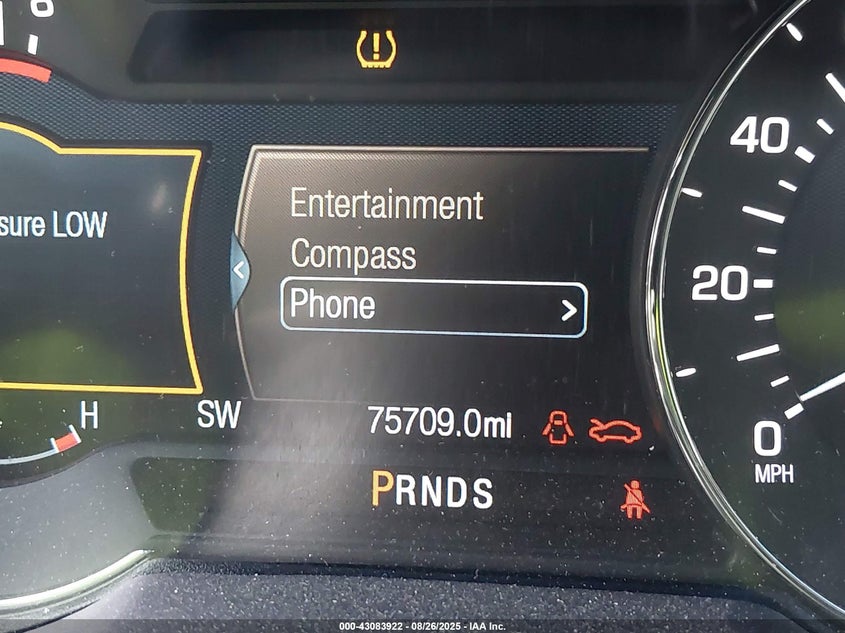 6
40
Entertainment
sure LOW
Compass
20
Phone
H
SW
75709.0mi
0
MPH
PRNDS
000-43083922 - 08/26/2025 - IAA Inc.